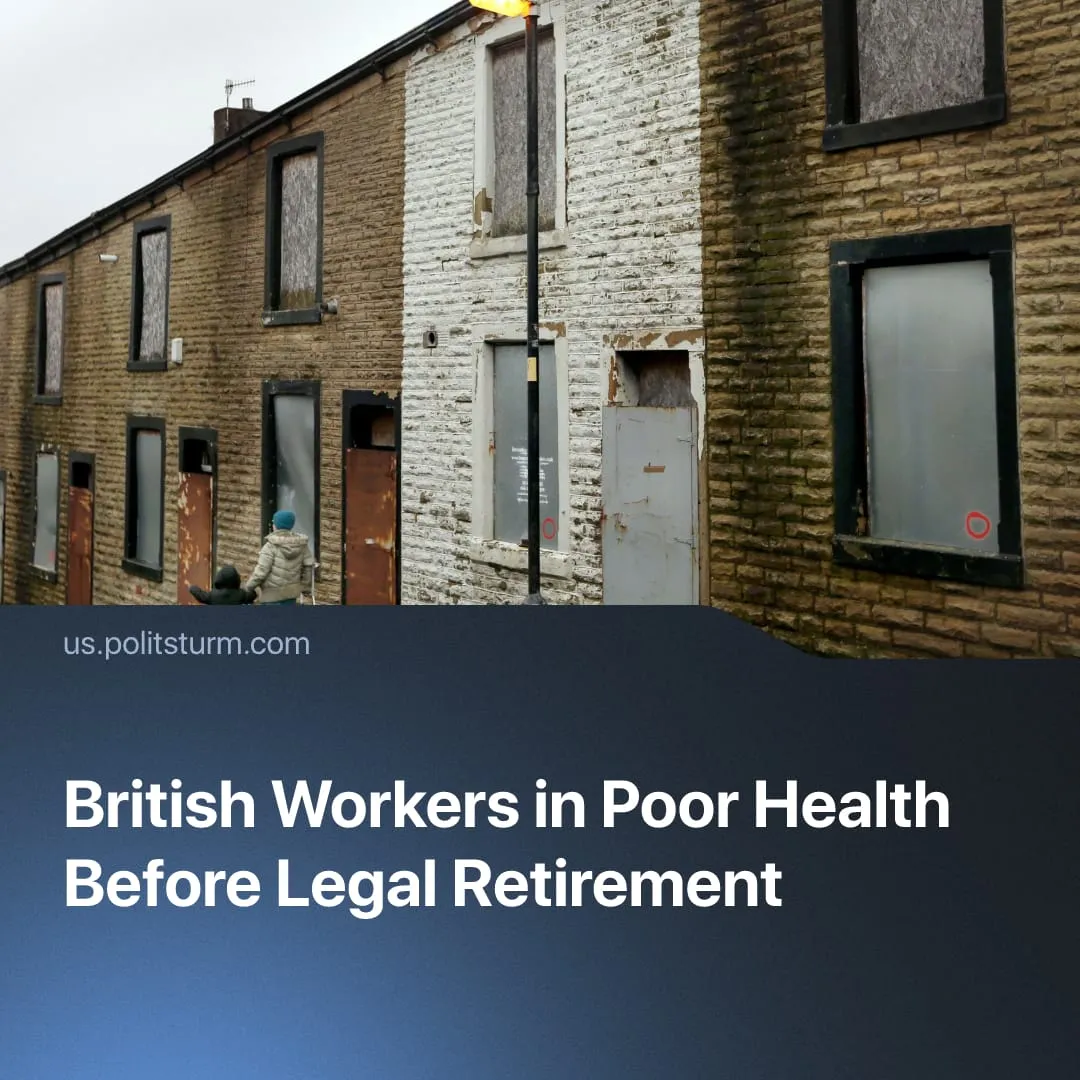 us.politsturm.com
British Workers in Poor Health
Before Legal Retirement